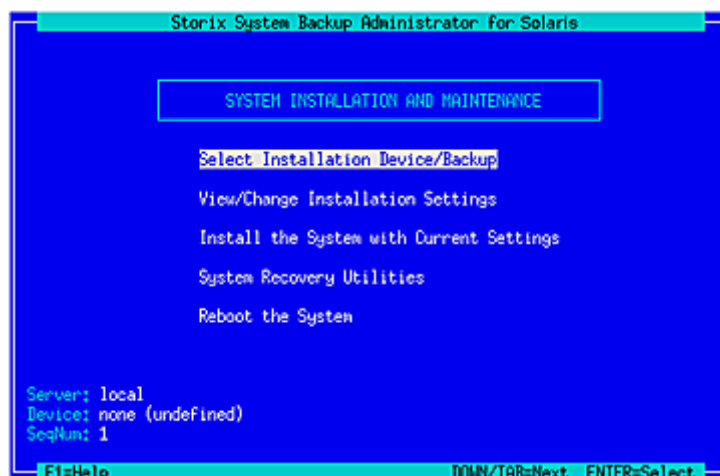 Storix System Backup Administrator for Solaris
SYSTEM INSTALLATION AND MAINTENANCE
Select Installation Device/Backup
View/Change Installation Settings
Install the System with Current Settings
System Recovery Utilities
Reboot the System
Server: local
Device: none (undefined)
SeqNum: 1
F1=Help DOWN/TAB=Next ENTER=Select